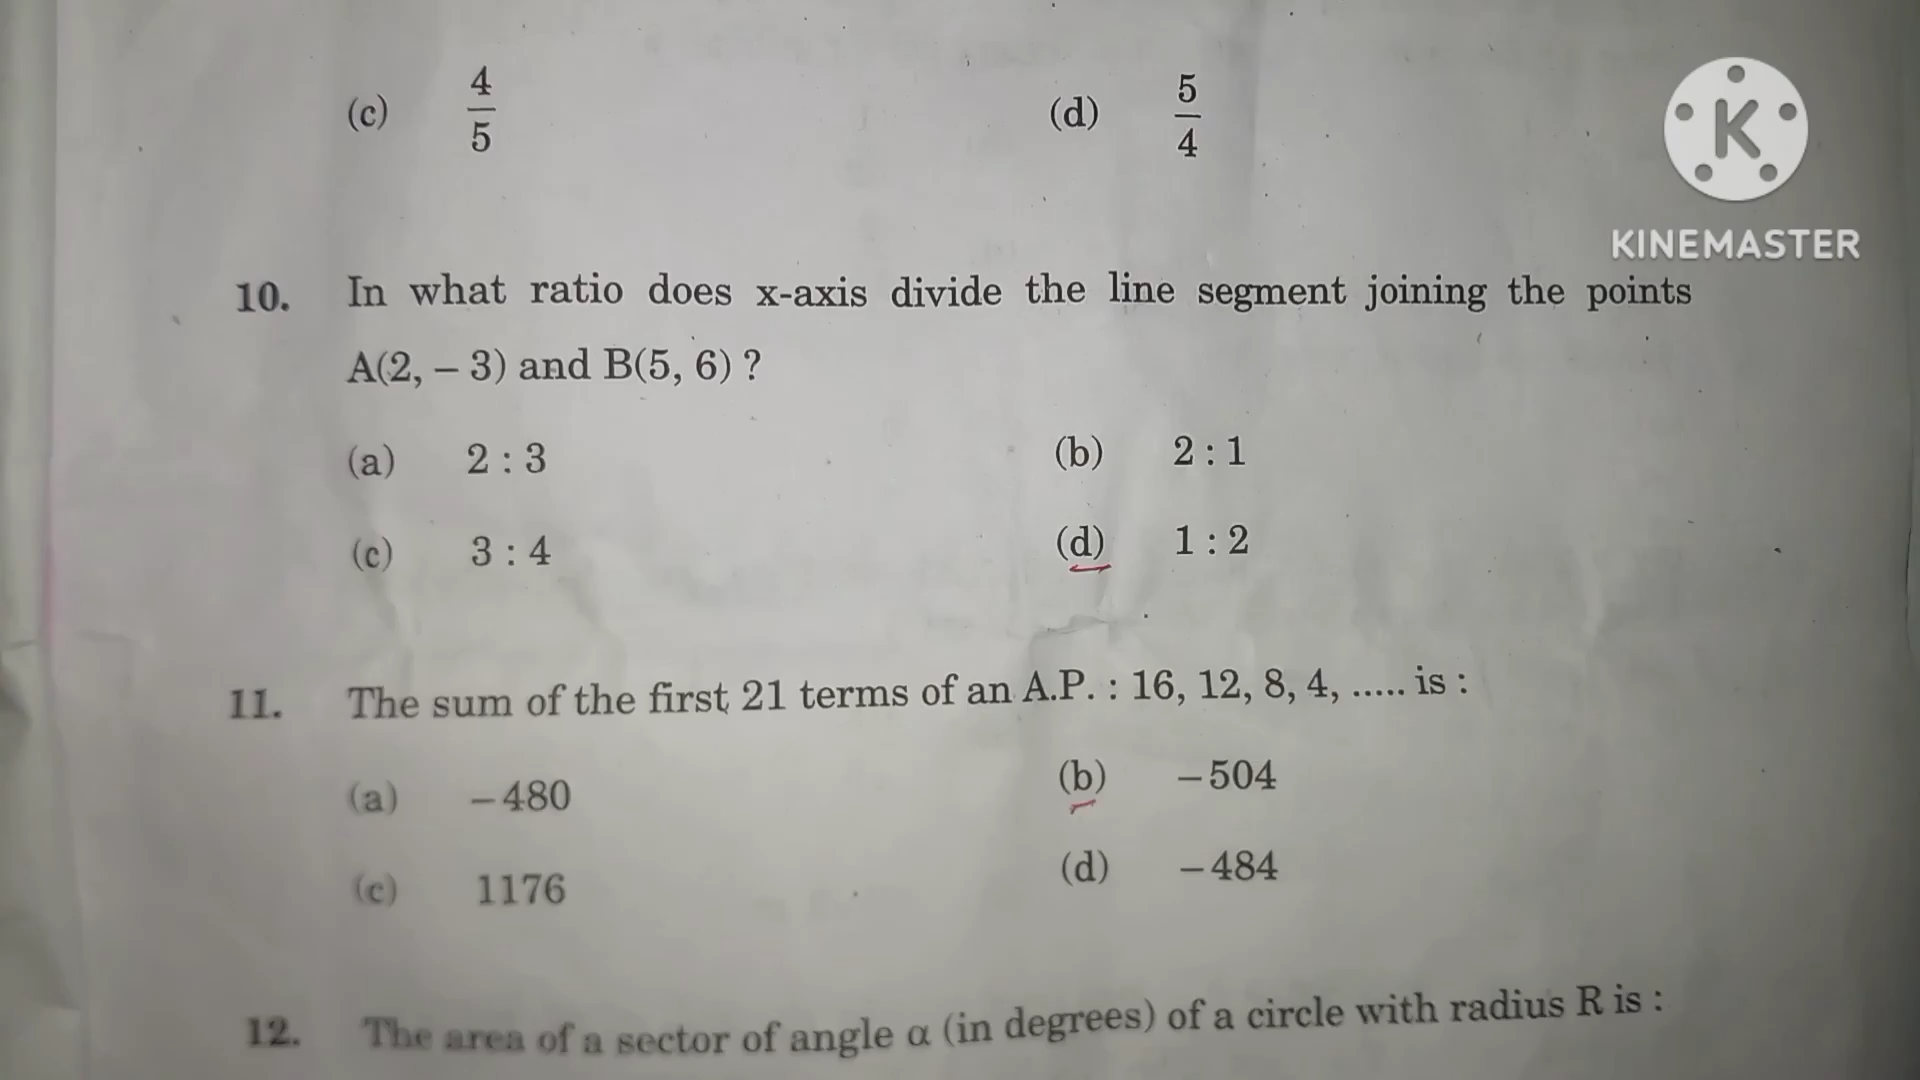 (c) 4/5 (d) 5/4
K
KINEMASTER
10. In what ratio does x-axis divide the line segment joining the points
A(2, – 3) and B(5, 6) ?
(a) 2 : 3 (b) 2 : 1
(c) 3 : 4 (d) 1 : 2
11. The sum of the first 21 terms of an A.P. : 16, 12, 8, 4, ..... is :
(a) – 480 (b) – 504
(c) 1176 (d) – 484
12. The area of a sector of angle α (in degrees) of a circle with radius R is :